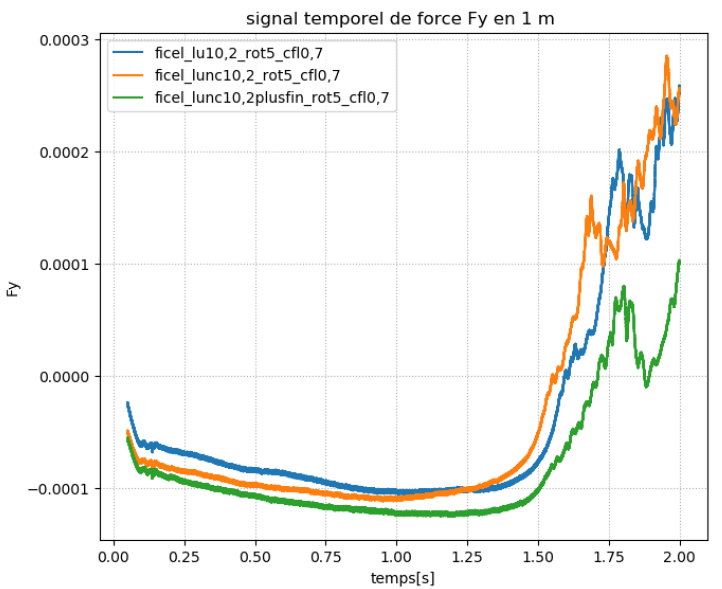 signal temporel de force Fy en 1 m
ficel_lu10,2_rot5_cfl0,7
ficel_lunc10,2_rot5_cfl0,7
ficel_lunc10,2plusfin_rot5_cfl0,7
0.0003
0.0002
0.0001
0.0000
−0.0001
Fy
0.00 0.25 0.50 0.75 1.00 1.25 1.50 1.75 2.00
temps[s]